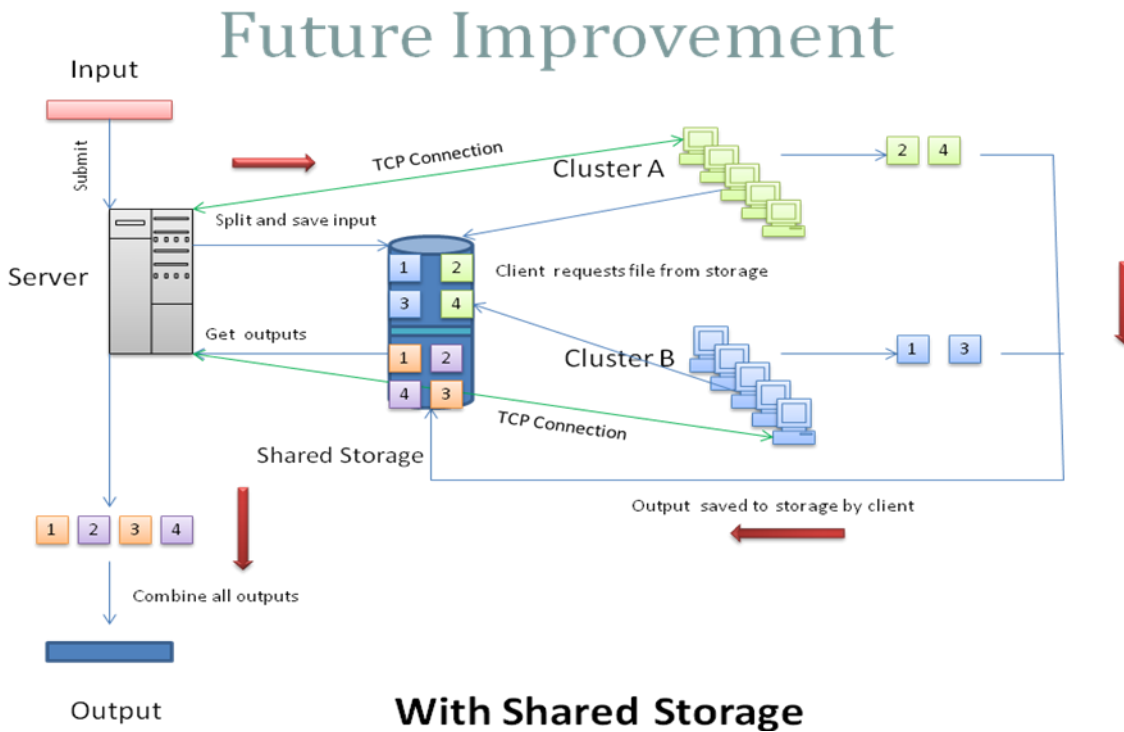 Future Improvement
Input
Submit
TCP Connection
Cluster A
2 4
Split and save input
Server
1 2
Client requests file from storage
3 4
Get outputs
1 2
Cluster B
1 3
4 3
TCP Connection
Shared Storage
Output saved to storage by client
1 2 3 4
Combine all outputs
Output
With Shared Storage